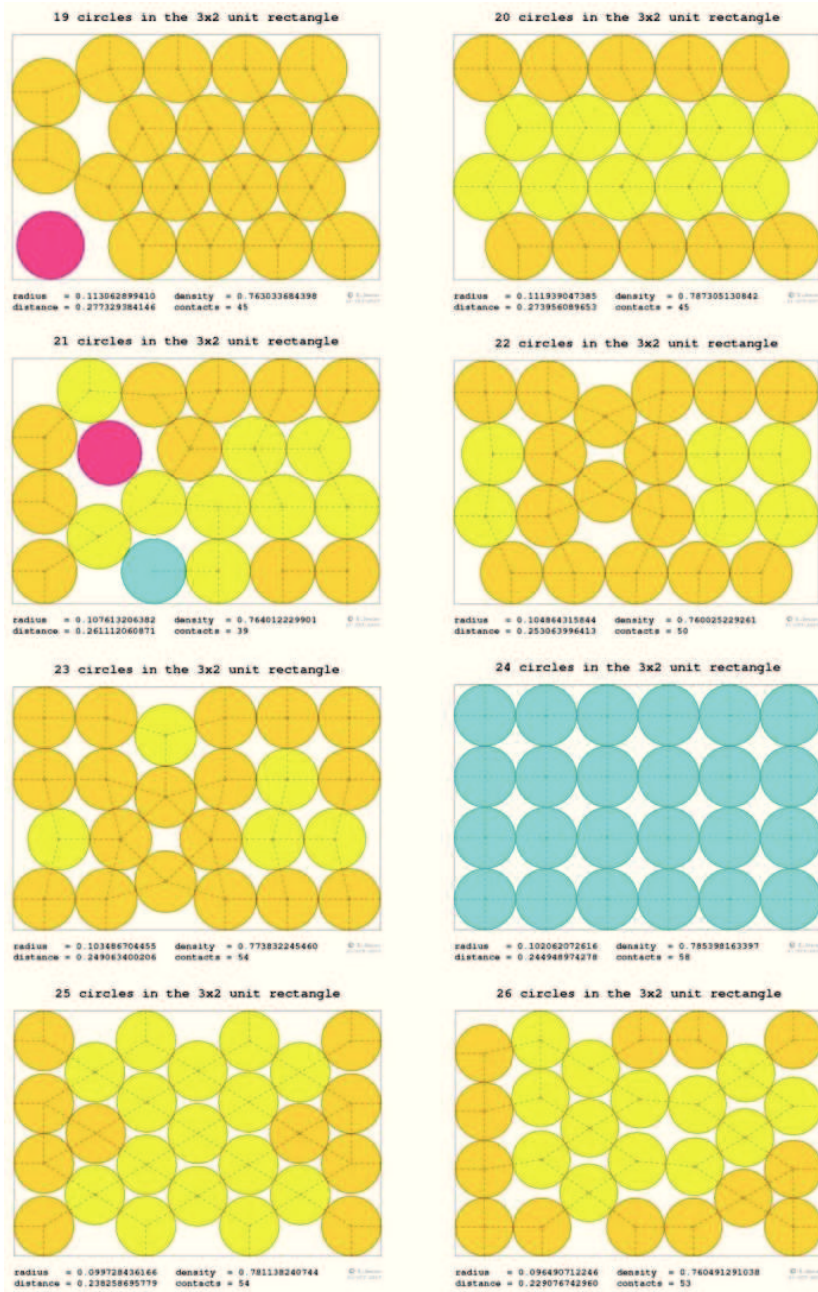 19 circles in the 3x2 unit rectangle
radius = 0.113062899410 density = 0.763033684398
distance = 0.277329384146 contacts = 45
20 circles in the 3x2 unit rectangle
radius = 0.111939047385 density = 0.787305130842
distance = 0.273956089653 contacts = 45
21 circles in the 3x2 unit rectangle
radius = 0.107613206382 density = 0.764012229901
distance = 0.261112060871 contacts = 39
22 circles in the 3x2 unit rectangle
radius = 0.104864315844 density = 0.760025229261
distance = 0.253063996413 contacts = 50
23 circles in the 3x2 unit rectangle
radius = 0.103486704455 density = 0.773832245460
distance = 0.249063400206 contacts = 54
24 circles in the 3x2 unit rectangle
radius = 0.102062072616 density = 0.785398163397
distance = 0.244948974278 contacts = 58
25 circles in the 3x2 unit rectangle
radius = 0.099728436166 density = 0.781138240744
distance = 0.238258695779 contacts = 54
26 circles in the 3x2 unit rectangle
radius = 0.096490712246 density = 0.760491291038
distance = 0.229076742960 contacts = 53